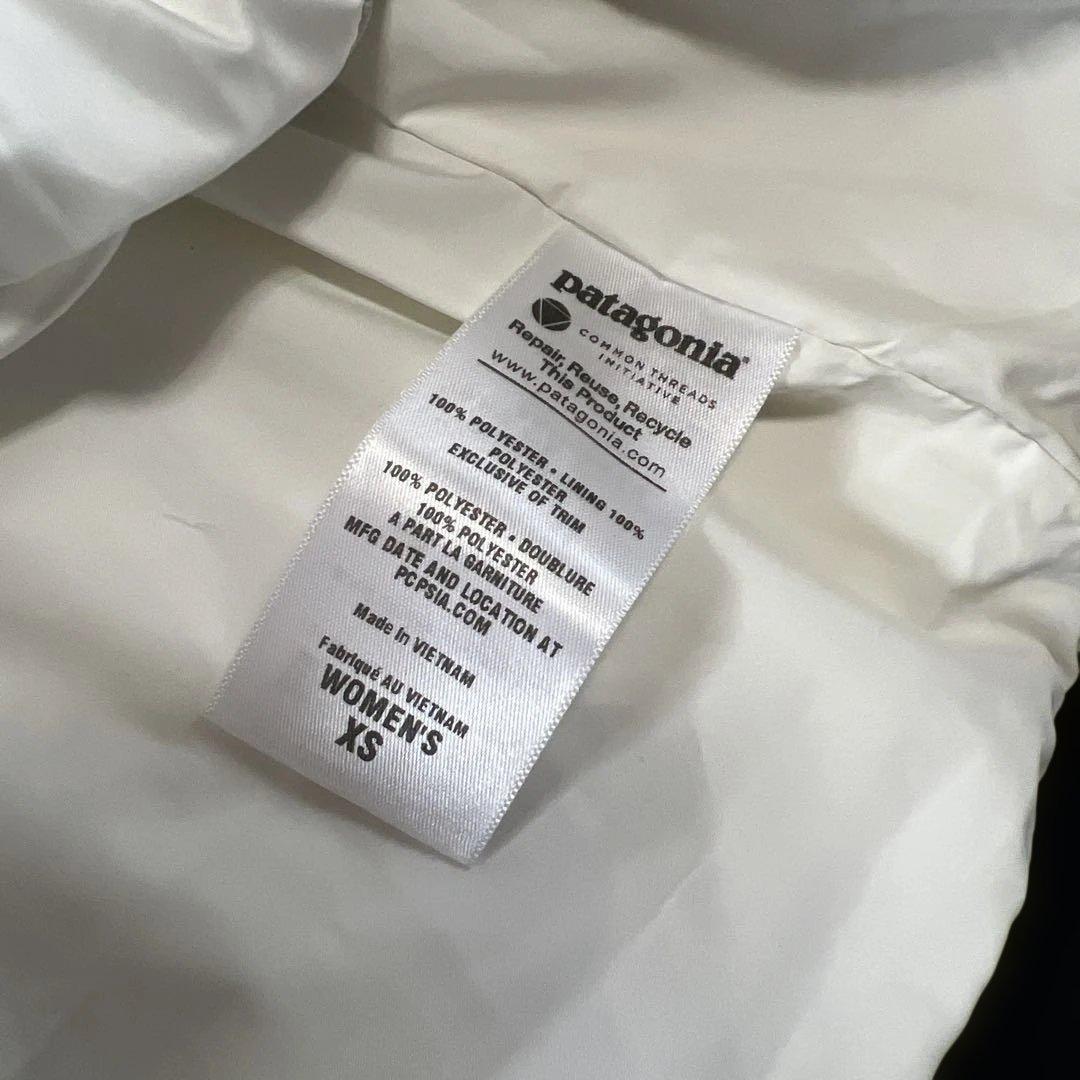 patagonia®
COMMON THREADS
INITIATIVE
Repair, Reuse, Recycle
This Product
www.patagonia.com
100% POLYESTER • LINING 100%
POLYESTER
EXCLUSIVE OF TRIM
100% POLYESTER • DOUBLURE
100% POLYESTER
A PART LA GARNITURE
MFG DATE AND LOCATION AT
PCPSIA.COM
Made in VIETNAM
Fabriqué AU VIETNAM
WOMEN'S
XS